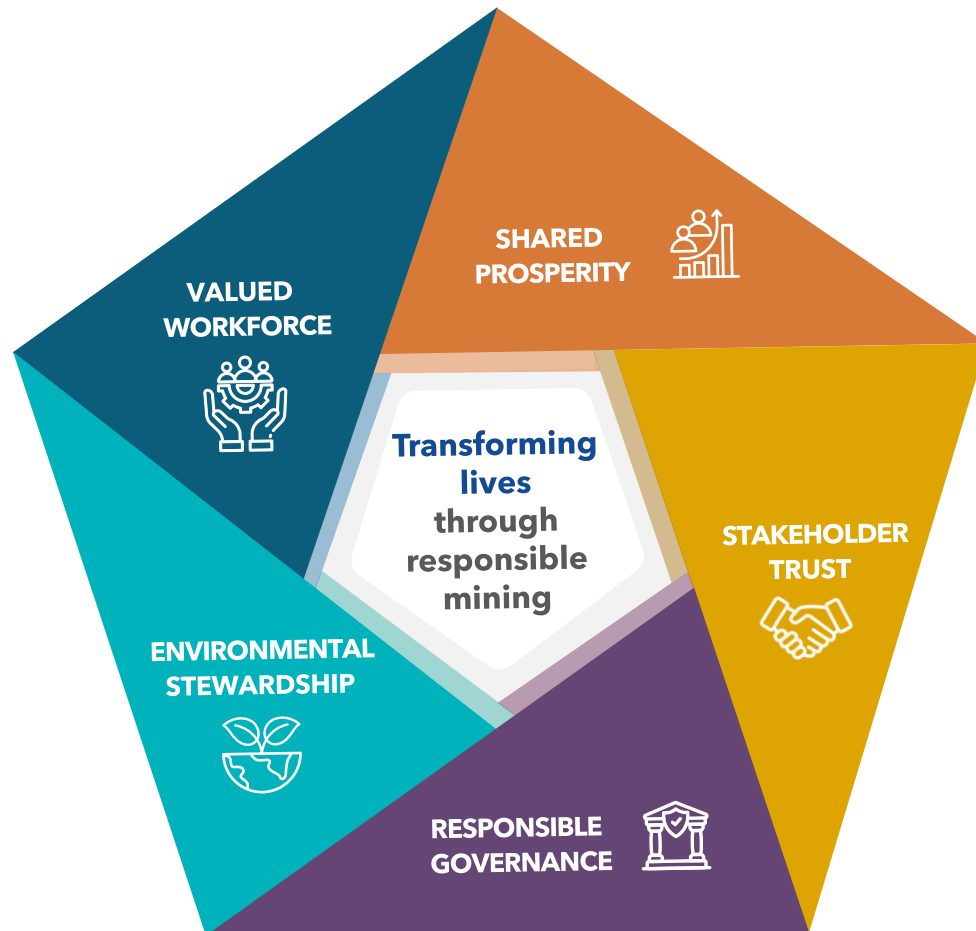 SHARED
PROSPERITY
VALUED
WORKFORCE
Transforming
lives
through
responsible
mining
STAKEHOLDER
TRUST
ENVIRONMENTAL
STEWARDSHIP
RESPONSIBLE
GOVERNANCE